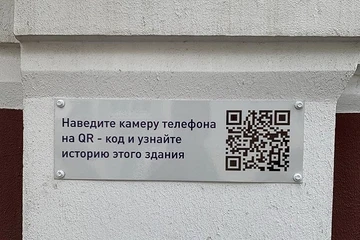 Наведите камеру телефона
на QR - код и узнайте
историю этого здания